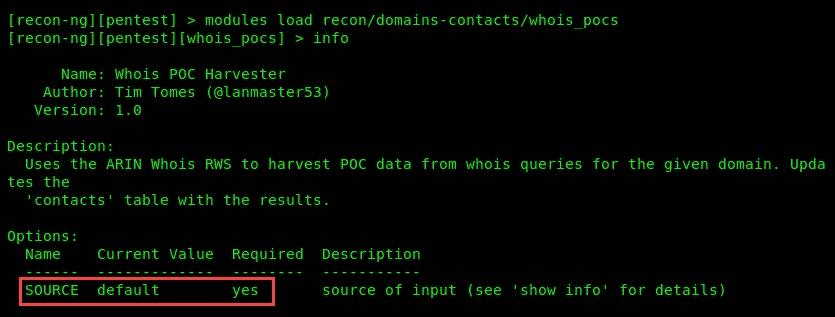 [recon-ng][pentest] > modules load recon/domains-contacts/whois_pocs
[recon-ng][pentest][whois_pocs] > info
Name: Whois POC Harvester
Author: Tim Tomes (@lanmaster53)
Version: 1.0
Description:
Uses the ARIN Whois RWS to harvest POC data from whois queries for the given domain. Upda
tes the
'contacts' table with the results.
Options:
Name Current Value Required Description
------ ------------- -------- -----------
SOURCE default yes source of input (see 'show info' for details)